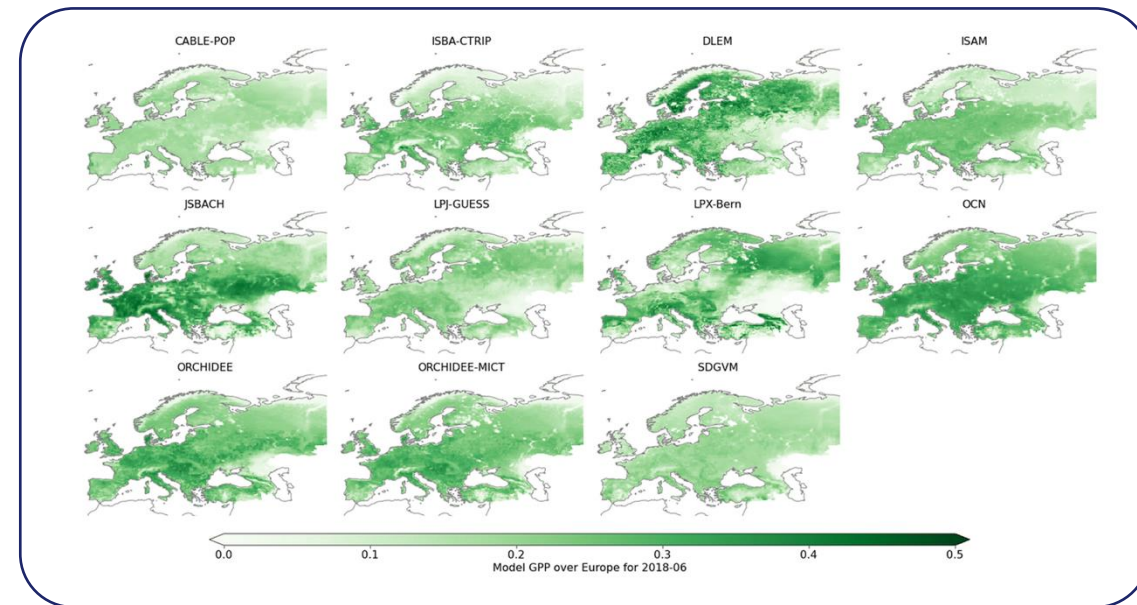 CABLE-POP ISBA-CTRIP DLEM ISAM
JSBACH LPJ-GUESS LPX-Bern OCN
ORCHIDEE ORCHIDEE-MICT SDGVM
0.0 0.1 0.2 0.3 0.4 0.5
Model GPP over Europe for 2018-06